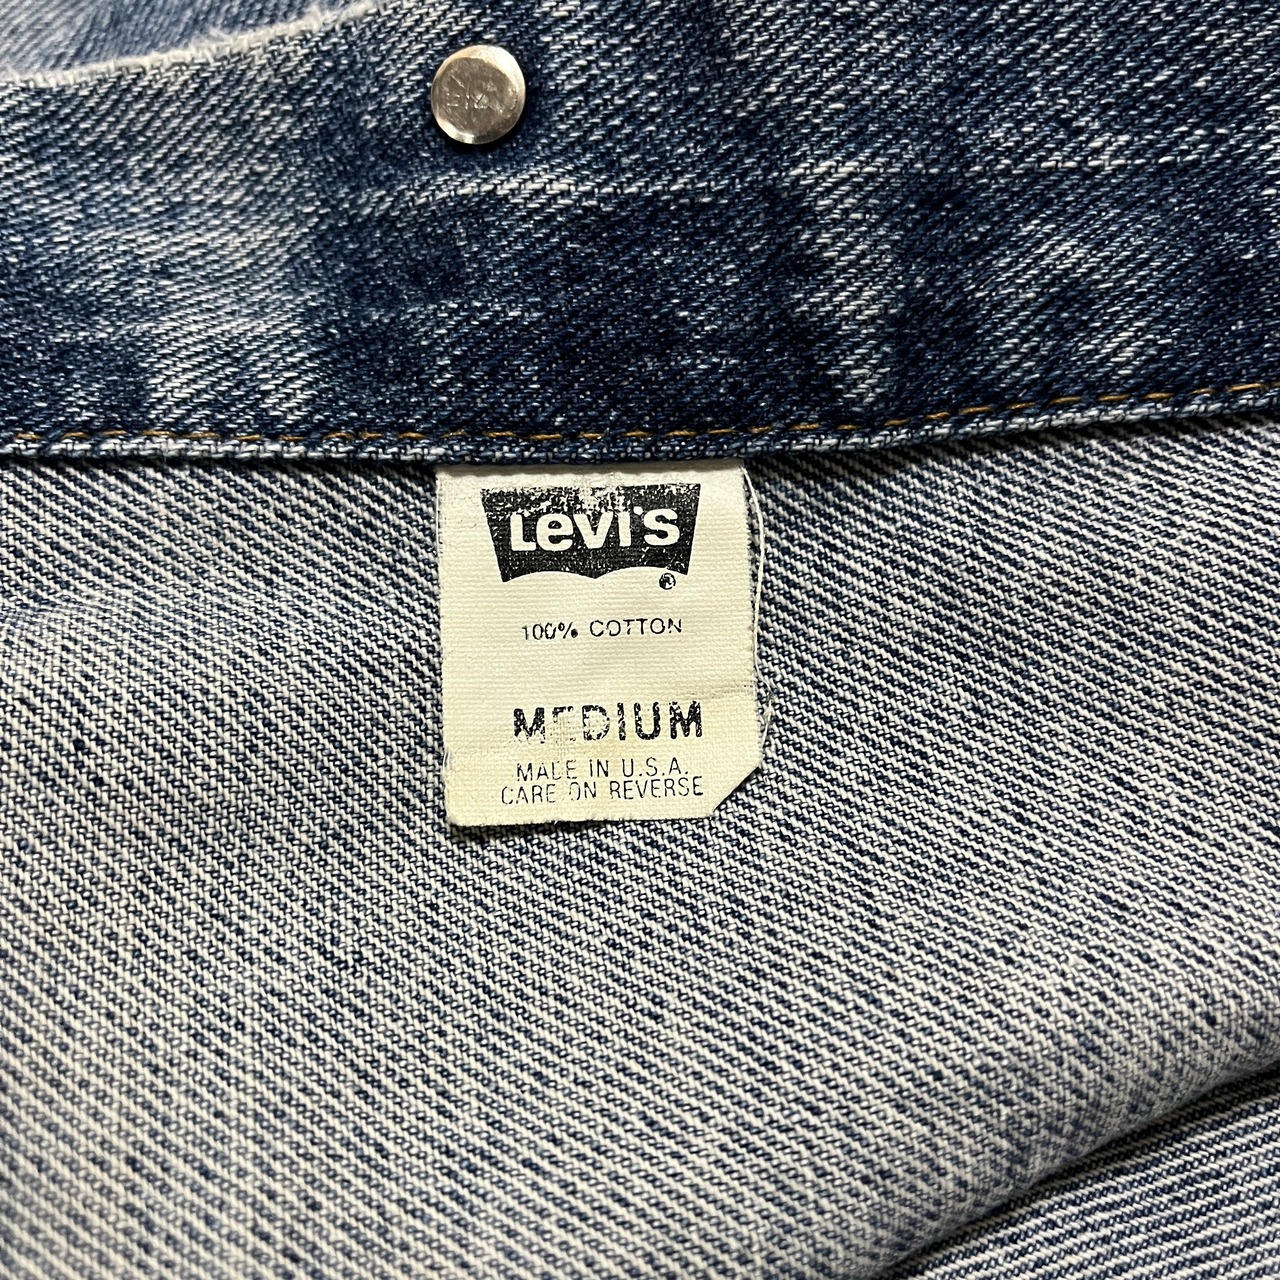 Levi's
®
100% COTTON
MEDIUM
MADE IN U.S.A.
CARE ON REVERSE